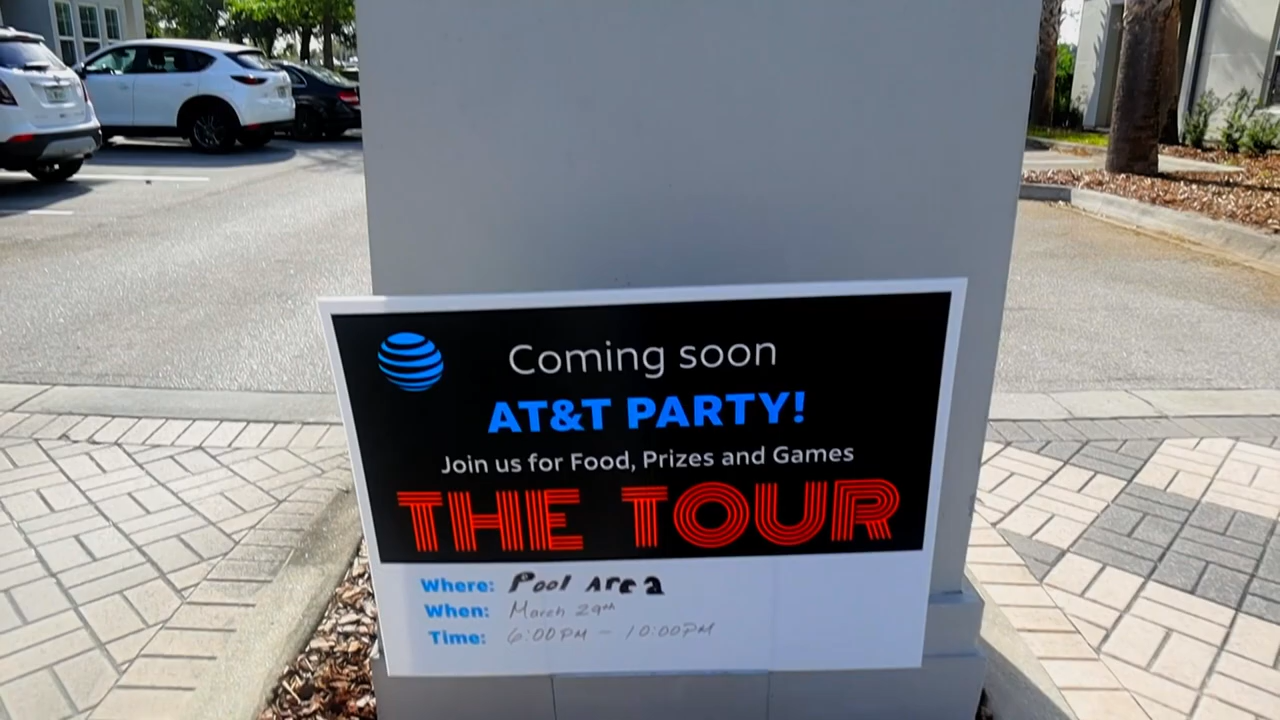 Coming soon
AT&T PARTY!
Join us for Food, Prizes and Games
THE TOUR
Where: Pool Area
When: March 29th
Time: 6:00PM - 10:00PM